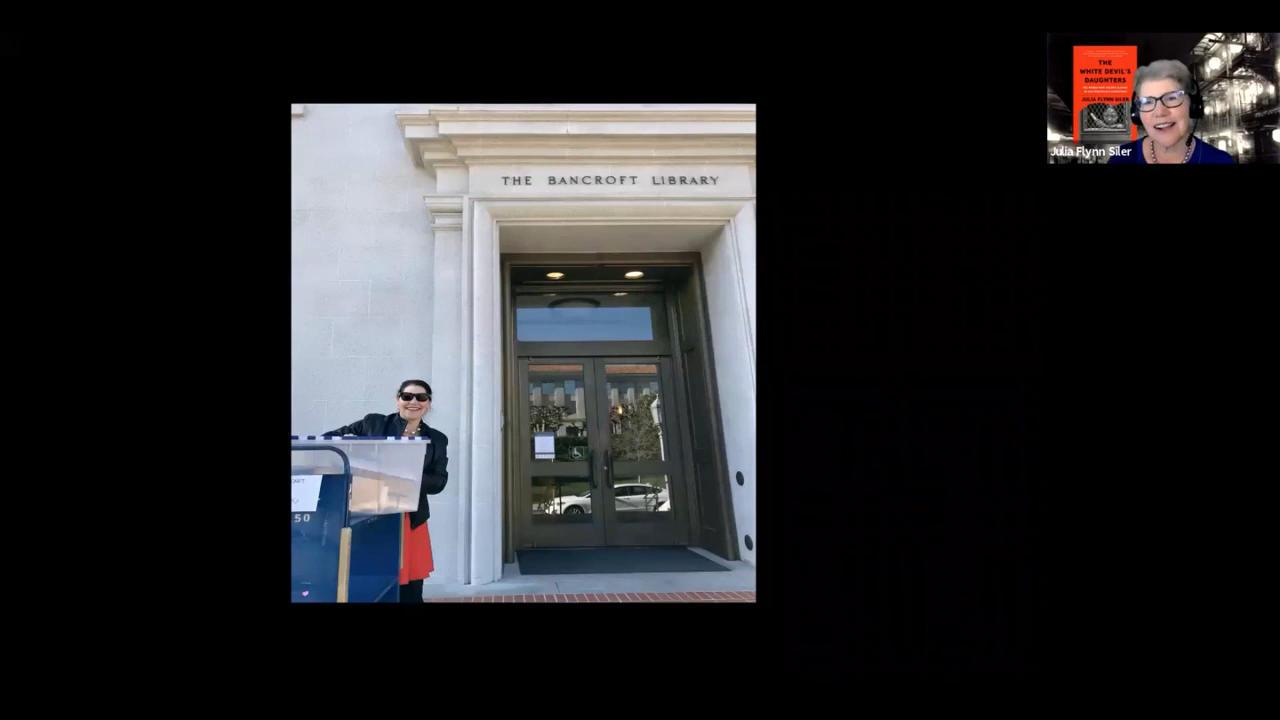 THE BANCROFT LIBRARY
50
THE
WHITE DEVIL'S
DAUGHTERS
JULIA FLYNN SILER
Julia Flynn Siler